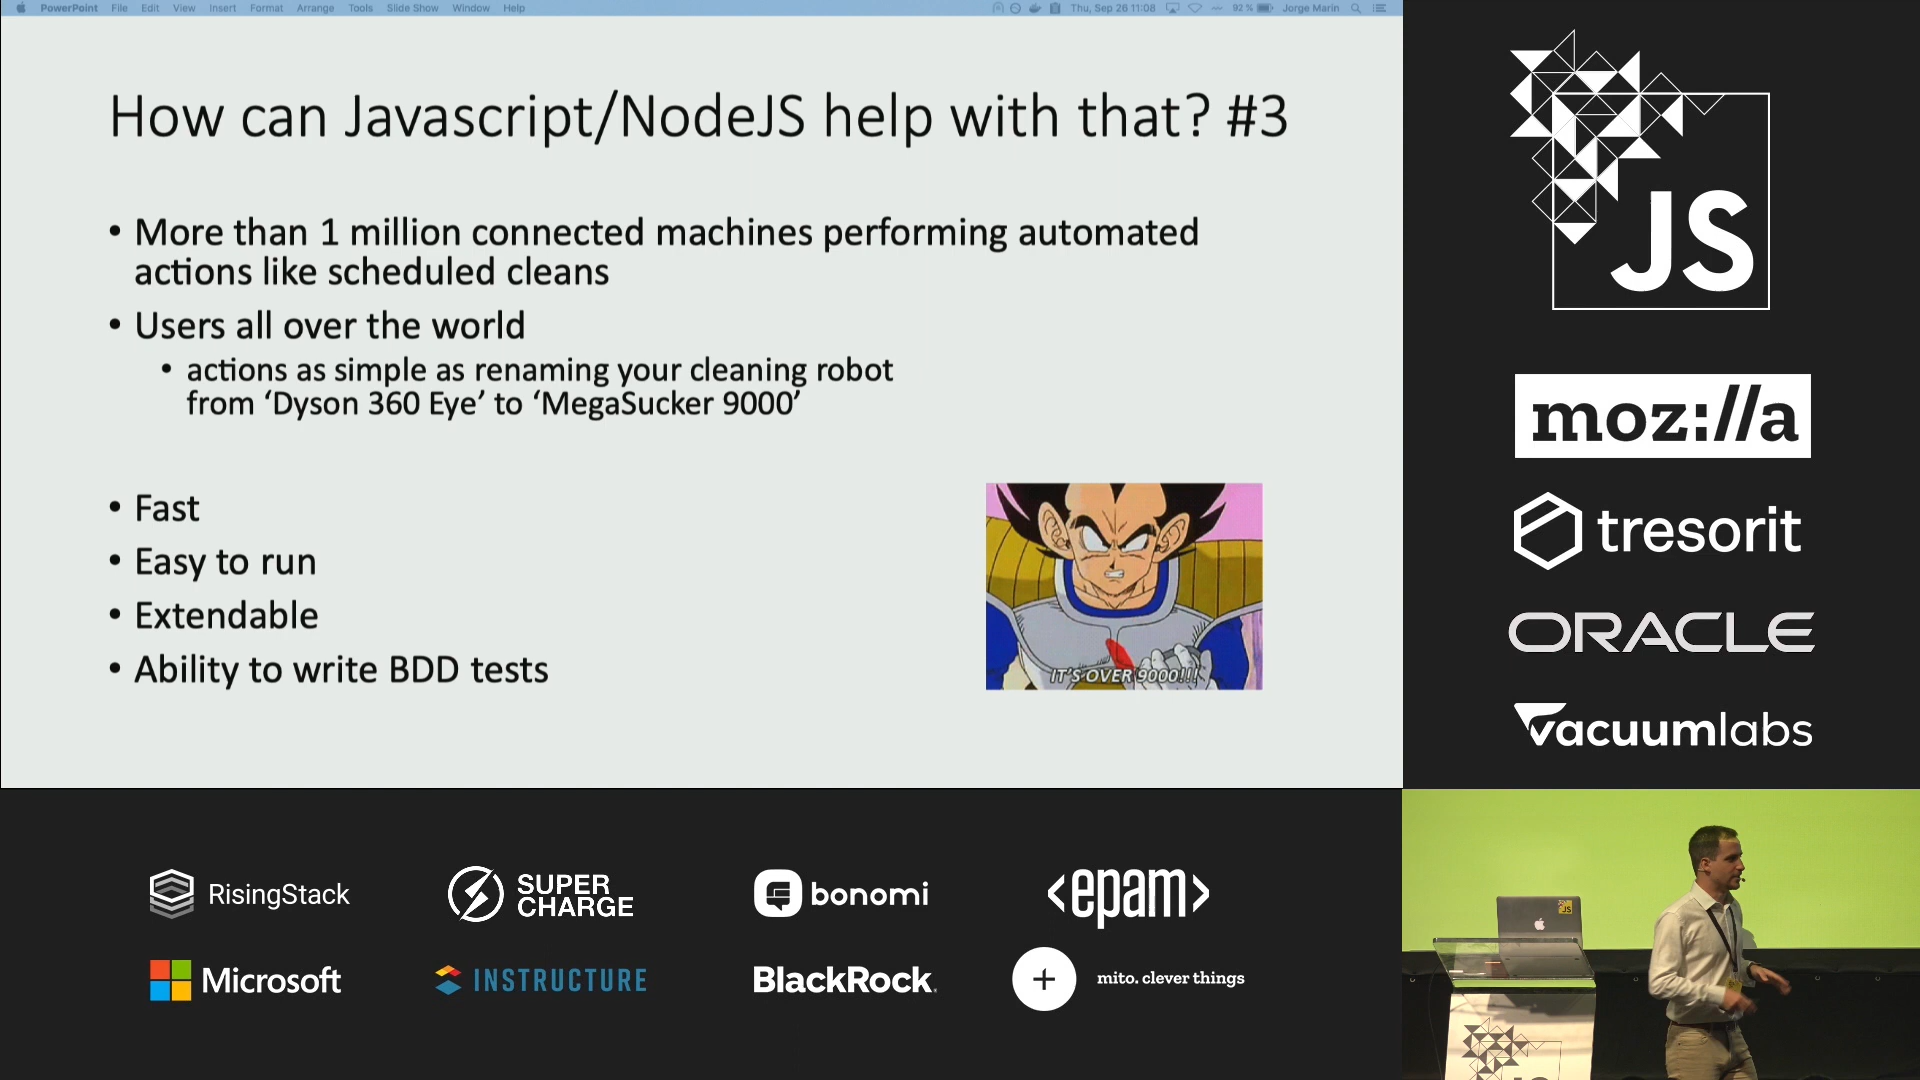 PowerPoint File Edit View Insert Format Arrange Tools Slide Show Window Help Thu, Sep 26 11:08 92 % Jorge Marin
How can Javascript/NodeJS help with that? #3
• More than 1 million connected machines performing automated
actions like scheduled cleans
• Users all over the world
• actions as simple as renaming your cleaning robot
from ‘Dyson 360 Eye’ to ‘MegaSucker 9000’
• Fast
• Easy to run
• Extendable
• Ability to write BDD tests
IT'S OVER 9000!!!
JS
moz://a
tresorit
ORACLE
vacuumlabs
RisingStack
SUPER
CHARGE
bonomi
<epam>
Microsoft
INSTRUCTURE
BlackRock.
+
mito. clever things
JS
JS